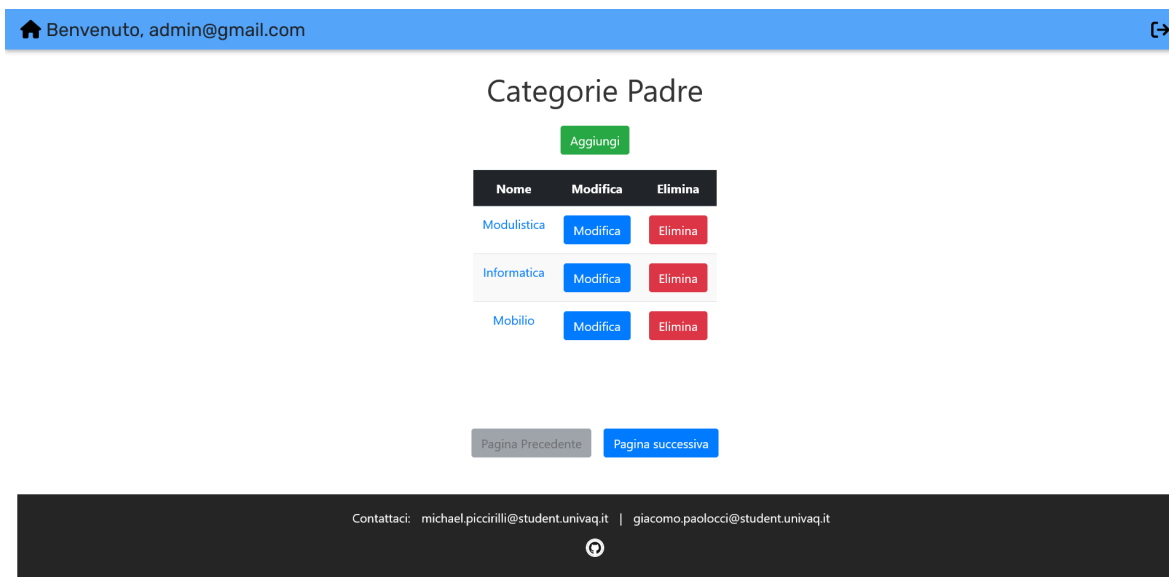 Benvenuto, admin@gmail.com
Categorie Padre
Aggiungi
Nome Modifica Elimina
Modulistica Modifica Elimina
Informatica Modifica Elimina
Mobilio Modifica Elimina
Pagina Precedente Pagina successiva
Contattaci: michael.piccirilli@student.univaq.it | giacomo.paolocci@student.univaq.it